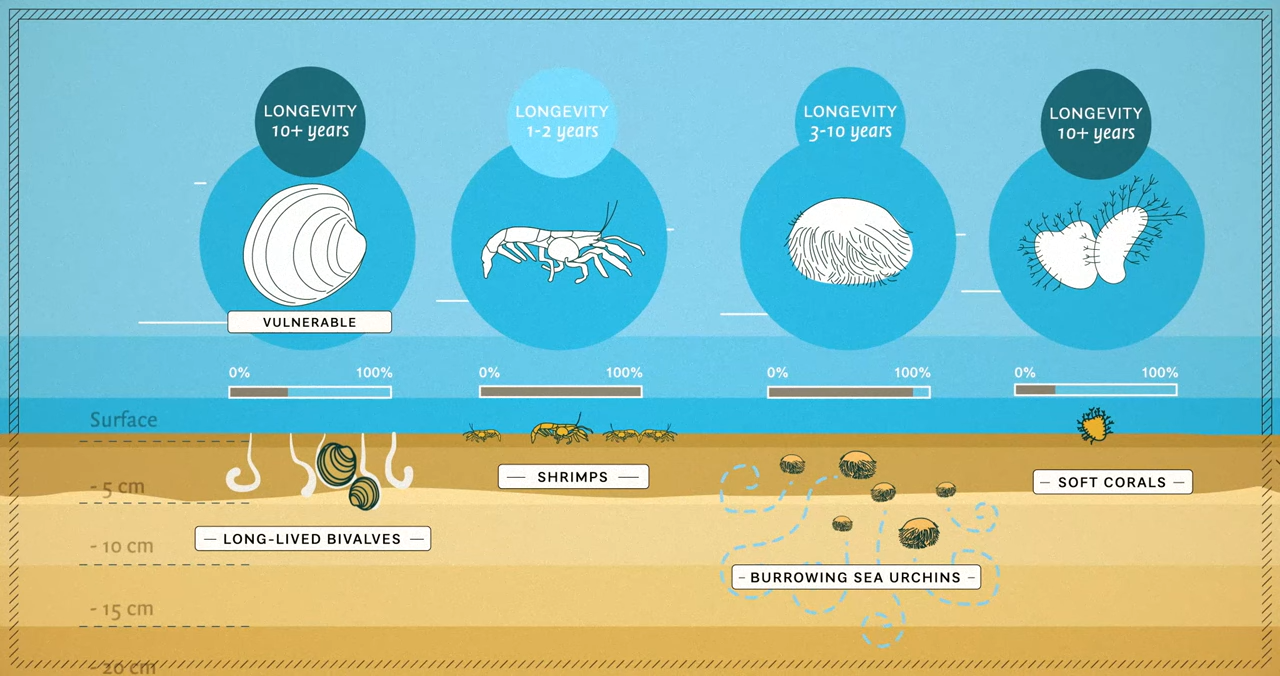 LONGEVITY
10+ years
LONGEVITY
1-2 years
LONGEVITY
3-10 years
LONGEVITY
10+ years
VULNERABLE
0% 100%
0% 100%
0% 100%
0% 100%
Surface
- 5 cm
- 10 cm
- 15 cm
- 20 cm
— LONG-LIVED BIVALVES —
— SHRIMPS —
– BURROWING SEA URCHINS –
– SOFT CORALS –